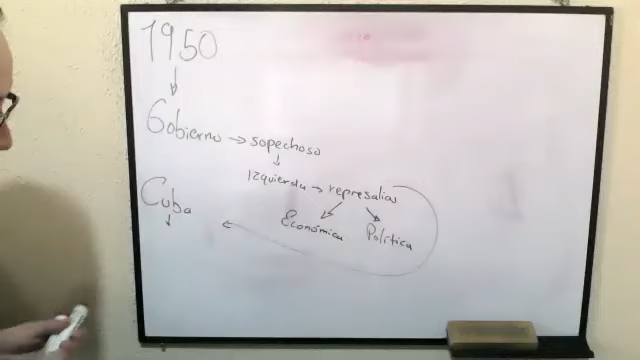 1950
Gobierno → sopechoso
Izquierda → represalias
Económica Política
Cuba